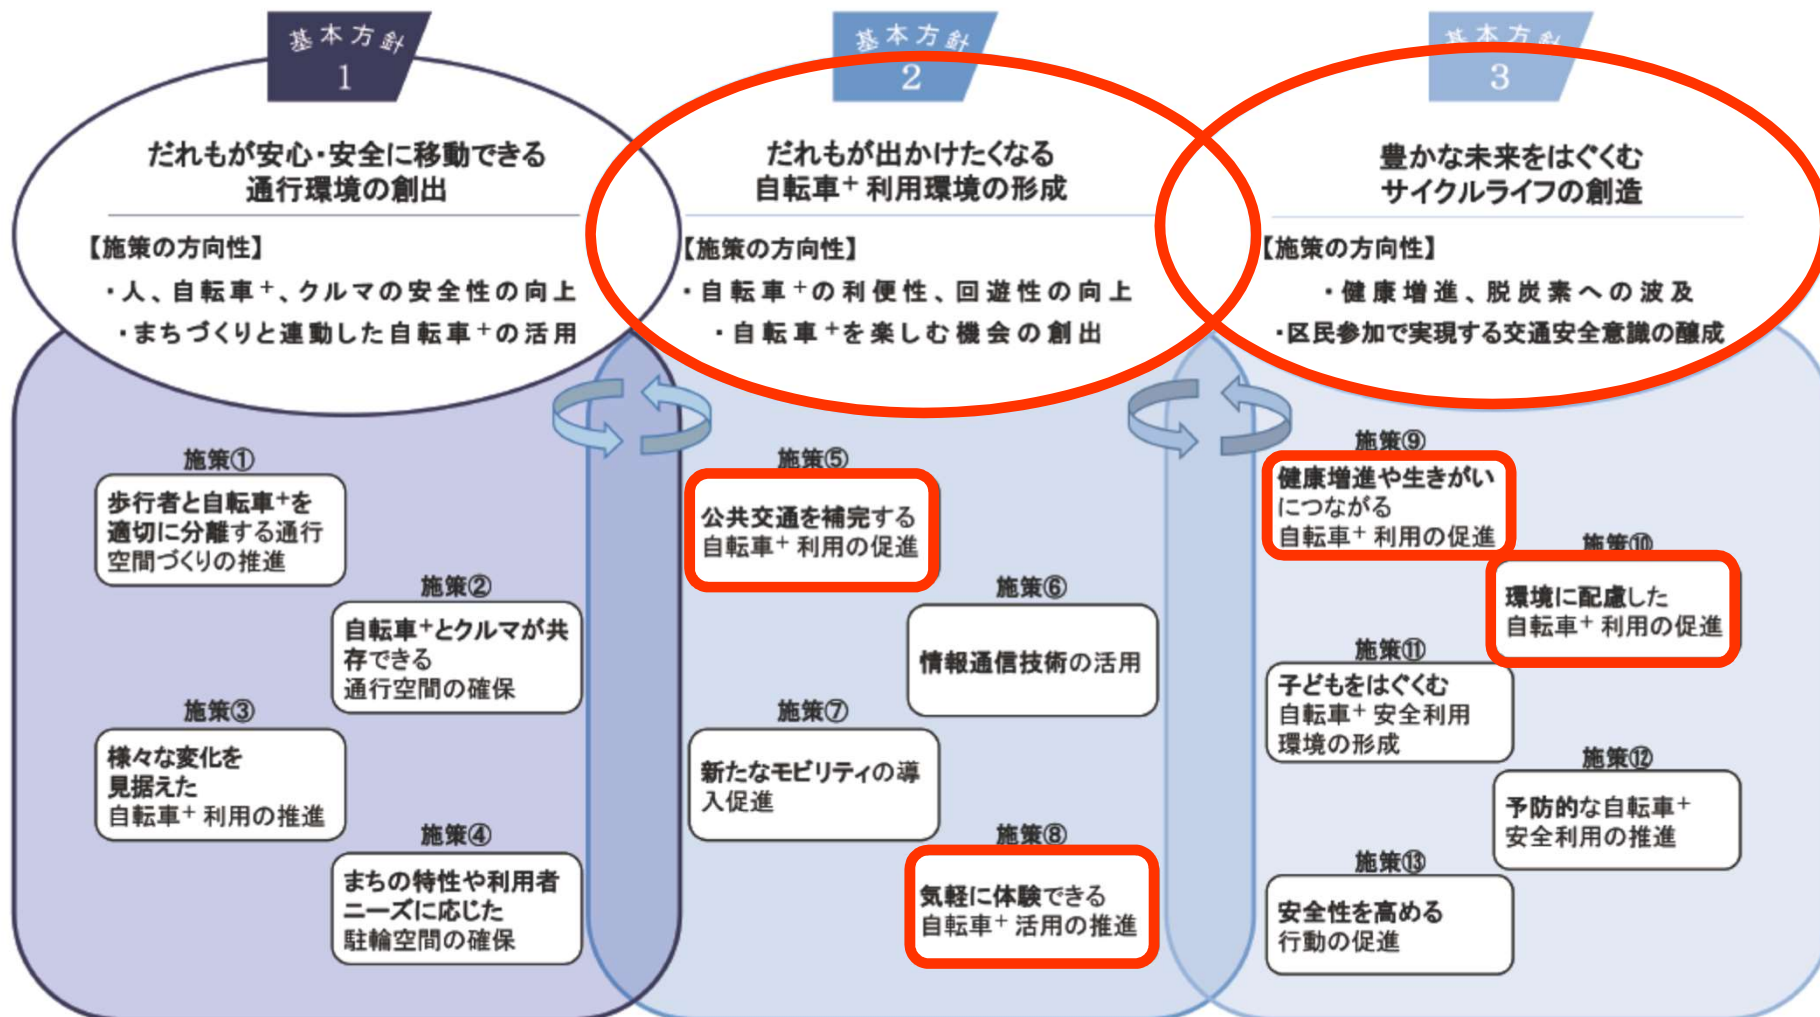 基本方針
1
だれもが安心・安全に移動できる
通行環境の創出
【施策の方向性】
・人、自転車⁺、クルマの安全性の向上
・まちづくりと連動した自転車⁺の活用
施策①
歩行者と自転車⁺を
適切に分離する通行
空間づくりの推進
施策②
自転車⁺とクルマが共
存できる
通行空間の確保
施策③
様々な変化を
見据えた
自転車⁺ 利用の推進
施策④
まちの特性や利用者
ニーズに応じた
駐輪空間の確保
基本方針
2
だれもが出かけたくなる
自転車⁺ 利用環境の形成
【施策の方向性】
・自転車⁺の利便性、回遊性の向上
・自転車⁺を楽しむ機会の創出
施策⑤
公共交通を補完する
自転車⁺ 利用の促進
施策⑥
情報通信技術の活用
施策⑦
新たなモビリティの導
入促進
施策⑧
気軽に体験できる
自転車⁺ 活用の推進
基本方針
3
豊かな未来をはぐくむ
サイクルライフの創造
【施策の方向性】
・健康増進、脱炭素への波及
・区民参加で実現する交通安全意識の醸成
施策⑨
健康増進や生きがい
につながる
自転車⁺ 利用の促進
施策⑩
環境に配慮した
自転車⁺ 利用の促進
施策⑪
子どもをはぐくむ
自転車⁺ 安全利用
環境の形成
施策⑫
予防的な自転車⁺
安全利用の推進
施策⑬
安全性を高める
行動の促進